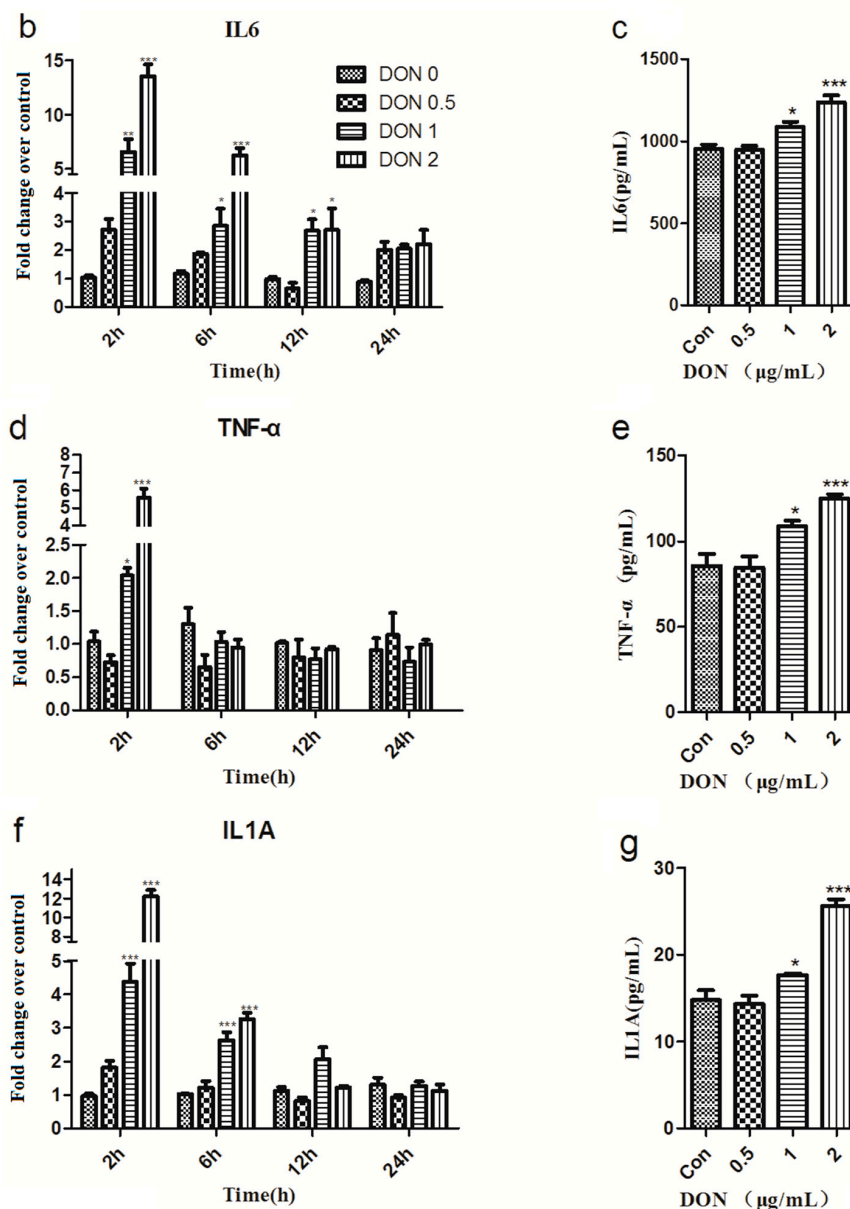 b
IL6
Fold change over control
15
10
5
4
3
2
1
0
***
**
***
*
*
*
2h
6h
12h
24h
Time(h)
DON 0
DON 0.5
DON 1
DON 2
c
IL6(pg/mL)
1500
1000
500
0
*
***
Con
0.5
1
2
DON （μg/mL）
d
TNF-α
Fold change over control
8
7
6
5
4
2.5
2.0
1.5
1.0
0.5
0.0
*
***
2h
6h
12h
24h
Time(h)
e
TNF-α （pg/mL)
150
100
50
0
*
***
Con
0.5
1
2
DON （μg/mL）
f
IL1A
Fold change over control
14
12
10
8
5
4
3
2
1
0
***
***
***
***
2h
6h
12h
24h
Time(h)
g
IL1A(pg/mL)
30
20
10
0
*
***
Con
0.5
1
2
DON （μg/mL）